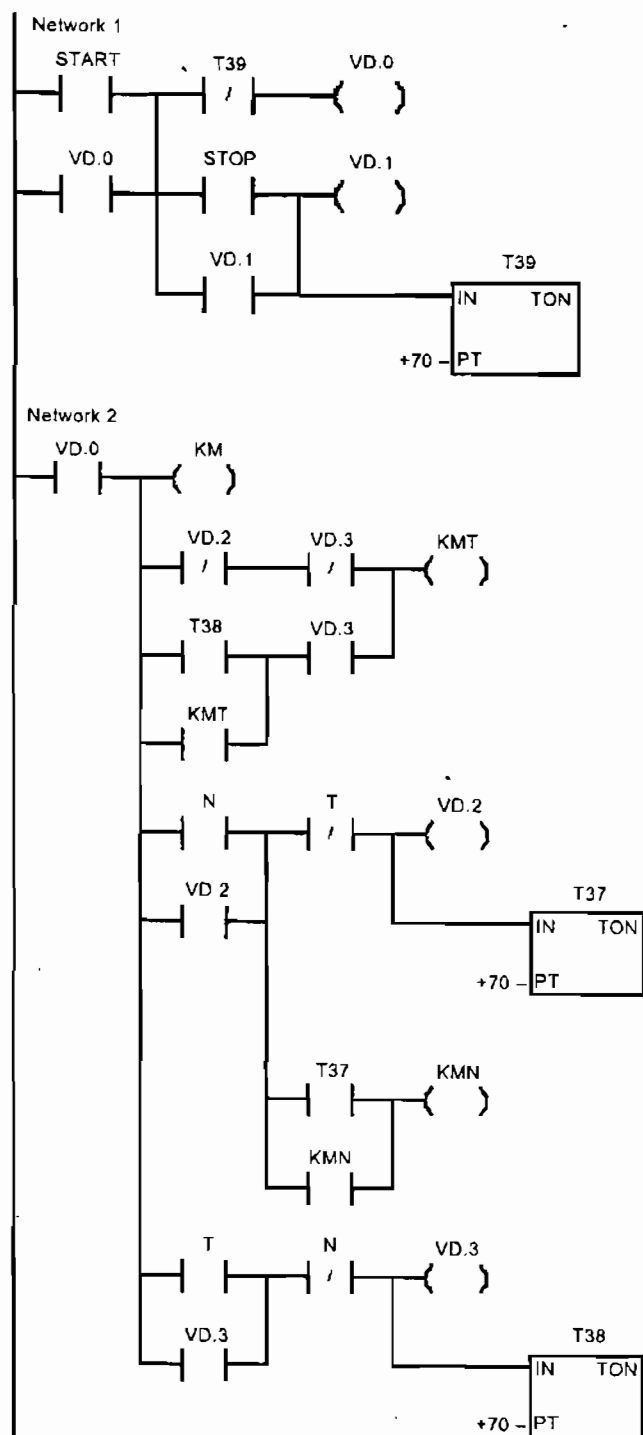 Network 1
START
T39
VD.0
VD.0
STOP
VD.1
VD.1
T39
IN TON
+70 PT
Network 2
VD.0
KM
VD.2
VD.3
KMT
T38
VD.3
KMT
N
T
VD.2
VD 2
T37
IN TON
+70 PT
T37
KMN
KMN
T
N
VD.3
VD.3
T38
IN TON
+70 PT